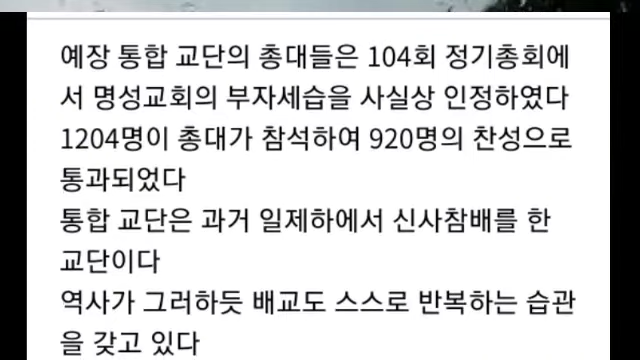 예장 통합 교단의 총대들은 104회 정기총회에
서 명성교회의 부자세습을 사실상 인정하였다
1204명이 총대가 참석하여 920명의 찬성으로
통과되었다
통합 교단은 과거 일제하에서 신사참배를 한
교단이다
역사가 그러하듯 배교도 스스로 반복하는 습관
을 갖고 있다